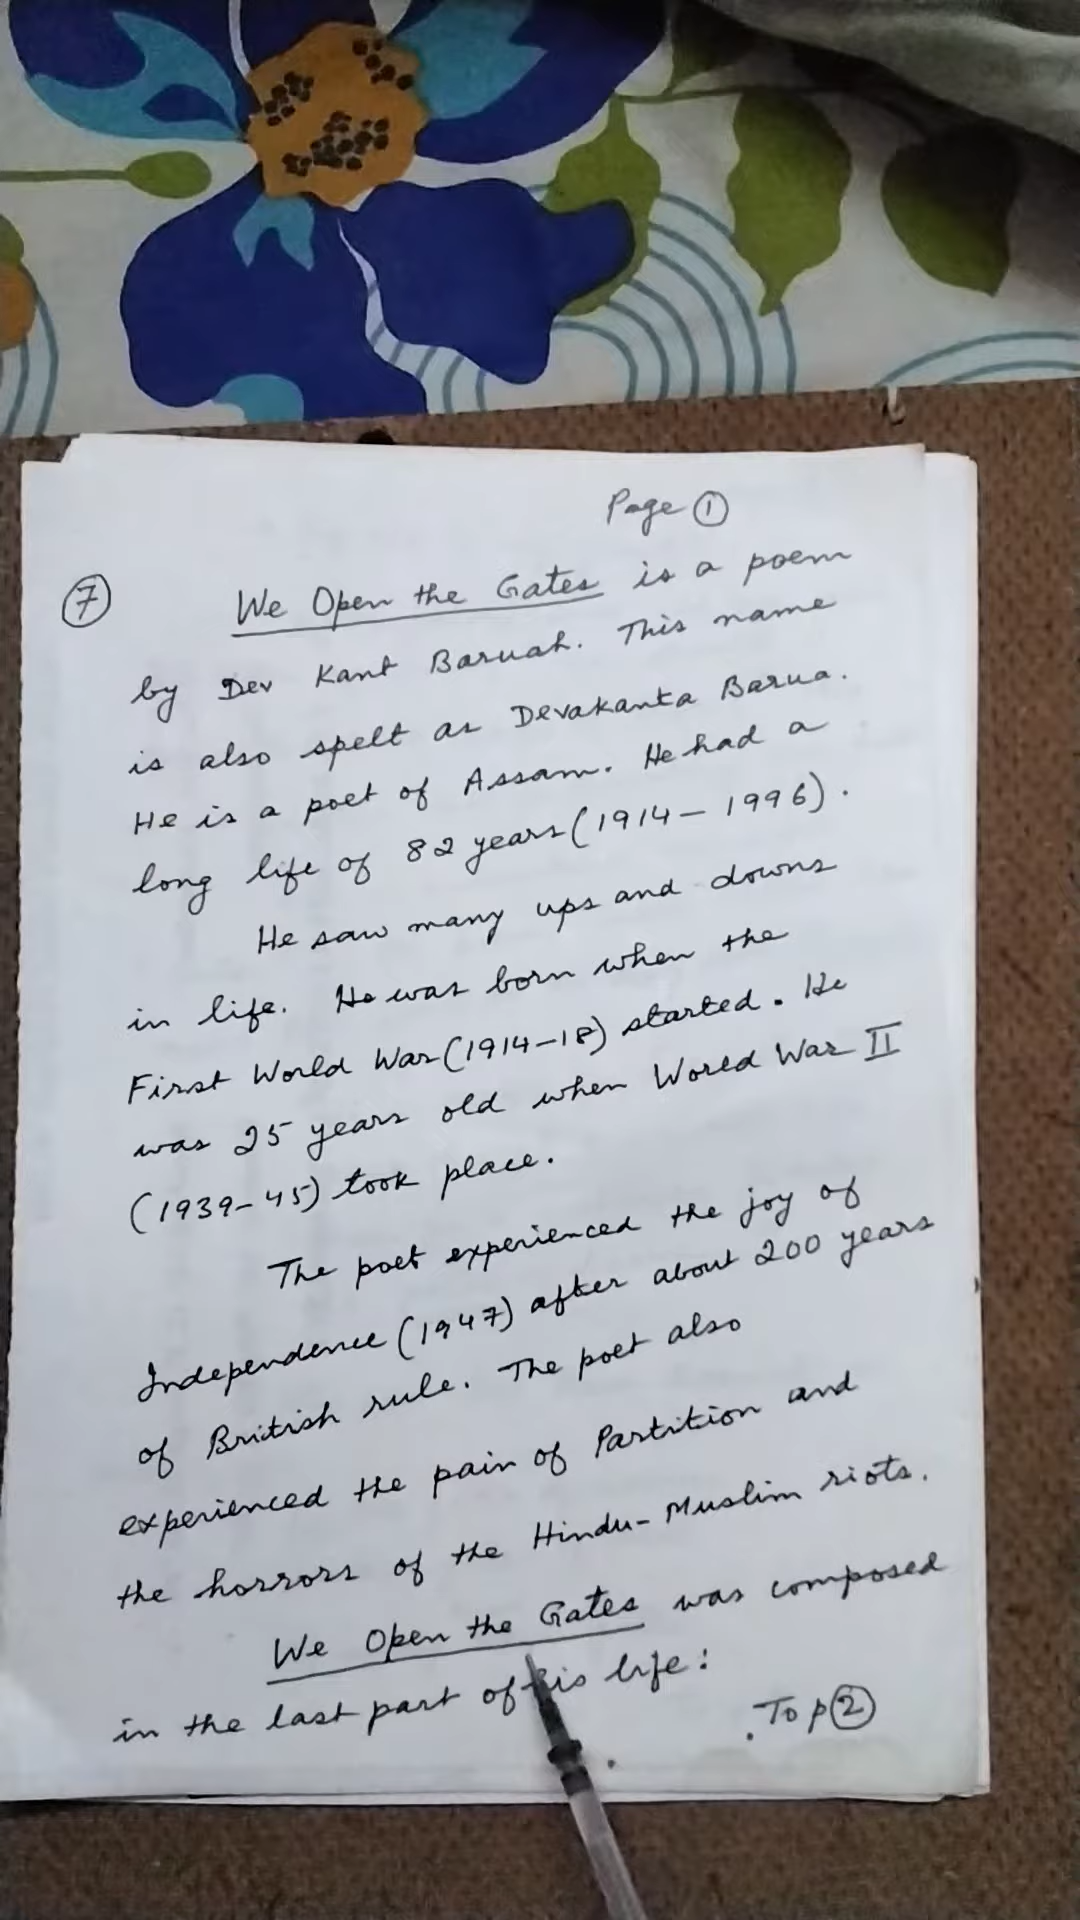 Page ①
⑦ We Open the Gates is a poem
by Dev Kant Baruah. This name
is also spelt as Devakanta Barua.
He is a poet of Assam. He had a
long life of 82 years (1914 - 1996).
He saw many ups and downs
in life. He was born when the
First World War (1914-18) started. He
was 25 years old when World War II
(1939-45) took place.
The poet experienced the joy of
Independence (1947) after about 200 years
of British rule. The poet also
experienced the pain of Partition and
the horrors of the Hindu-Muslim riots.
We Open the Gates was composed
in the last part of his life:
To p②